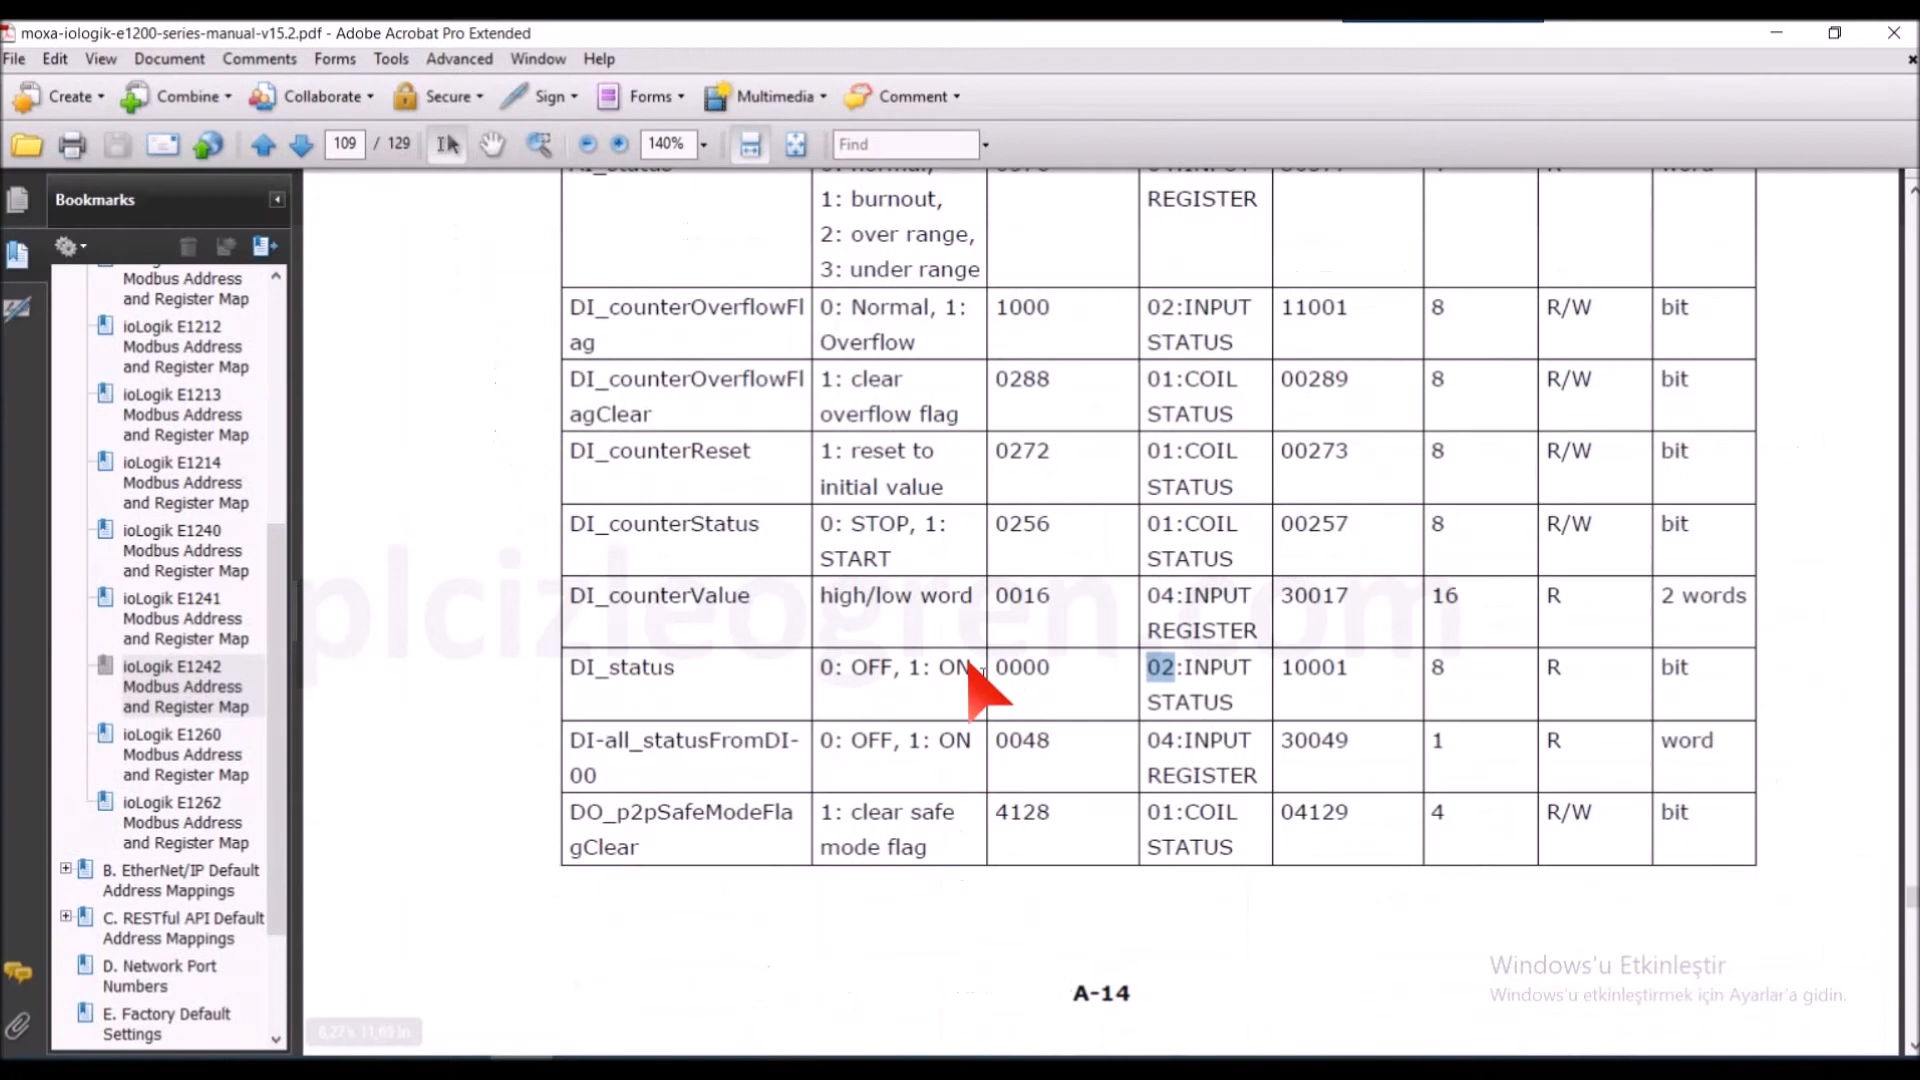 moxa-iologik-e1200-series-manual-v15.2.pdf - Adobe Acrobat Pro Extended
File Edit View Document Comments Forms Tools Advanced Window Help
Create Combine Collaborate Secure Sign Forms Multimedia Comment
109 / 129 140% Find
Bookmarks
Modbus Address
and Register Map
ioLogik E1212
Modbus Address
and Register Map
ioLogik E1213
Modbus Address
and Register Map
ioLogik E1214
Modbus Address
and Register Map
ioLogik E1240
Modbus Address
and Register Map
ioLogik E1241
Modbus Address
and Register Map
ioLogik E1242
Modbus Address
and Register Map
ioLogik E1260
Modbus Address
and Register Map
ioLogik E1262
Modbus Address
and Register Map
B. EtherNet/IP Default
Address Mappings
C. RESTful API Default
Address Mappings
D. Network Port
Numbers
E. Factory Default
Settings
1: burnout, REGISTER
2: over range,
3: under range
DI_counterOverflowFl 0: Normal, 1: 1000 02:INPUT 11001 8 R/W bit
ag Overflow STATUS
DI_counterOverflowFl 1: clear 0288 01:COIL 00289 8 R/W bit
agClear overflow flag STATUS
DI_counterReset 1: reset to 0272 01:COIL 00273 8 R/W bit
initial value STATUS
DI_counterStatus 0: STOP, 1: 0256 01:COIL 00257 8 R/W bit
START STATUS
DI_counterValue high/low word 0016 04:INPUT 30017 16 R 2 words
REGISTER
DI_status 0: OFF, 1: ON 0000 02:INPUT 10001 8 R bit
STATUS
DI-all_statusFromDI- 0: OFF, 1: ON 0048 04:INPUT 30049 1 R word
00 REGISTER
DO_p2pSafeModeFla 1: clear safe 4128 01:COIL 04129 4 R/W bit
gClear mode flag STATUS
plcizleogren.com
A-14
Windows'u Etkinleştir
Windows'u etkinleştirmek için Ayarlar'a gidin.
8,27 x 11,69 in